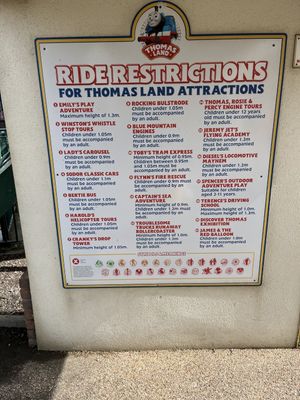 THOMAS
LAND
RIDE RESTRICTIONS
FOR THOMAS LAND ATTRACTIONS
EMILY'S PLAY
ADVENTURE
Maximum height of 1.3m.
WINSTON'S WHISTLE
STOP TOURS
Children under 1.05m
must be accompanied
by an adult.
LADY'S CAROUSEL
Children under 0.9m
must be accompanied
by an adult.
SODOR CLASSIC CARS
Children under 1.3m
must be accompanied
by an adult.
BERTIE BUS
Children under 1.05m
must be accompanied
by an adult.
HAROLD'S
HELICOPTER TOURS
Children under 1.05m
must be accompanied
by an adult.
CRANKY'S DROP
TOWER
Minimum height of 1.05m.
ROCKING BULSTRODE
Children under 1.05m
must be accompanied
by an adult.
BLUE MOUNTAIN
ENGINES
Children under 0.9m
must be accompanied
by an adult.
TOBY'S TRAM EXPRESS
Minimum height of 0.95m.
Children between 0.95m
must be accompanied
by an adult.
FLYNN'S FIRE RESCUE
Children under 0.9m
must be accompanied
by an adult.
CAPTAIN'S SEA
ADVENTURE
Minimum height of 0.9m
Children under 1.2m must
be accompanied by an adult.
TROUBLESOME
TRUCKS RUNAWAY
ROLLERCOASTER
Minimum height of 1.0m.
Children under 1.3m must
be accompanied by an adult.
THOMAS, ROSIE &
PERCY ENGINE TOURS
Children under 12 years
old must be accompanied
by an adult.
JEREMY JET'S
FLYING ACADEMY
Children under 1.3m
must be accompanied
by an adult.
DIESEL'S LOCOMOTIVE
MAYHEM
Children under 1.3m
must be accompanied
by an adult.
SPENCER'S OUTDOOR
ADVENTURE PLAY
Suitable for children
TERENCE'S DRIVING
SCHOOL
Minimum height of 1.0m
Maximum height of 1.3m.
DISCOVER THOMAS
EXHIBITION
JAMES & THE
RED BALLOON
Children under 1.0m
must be accompanied
by an adult.